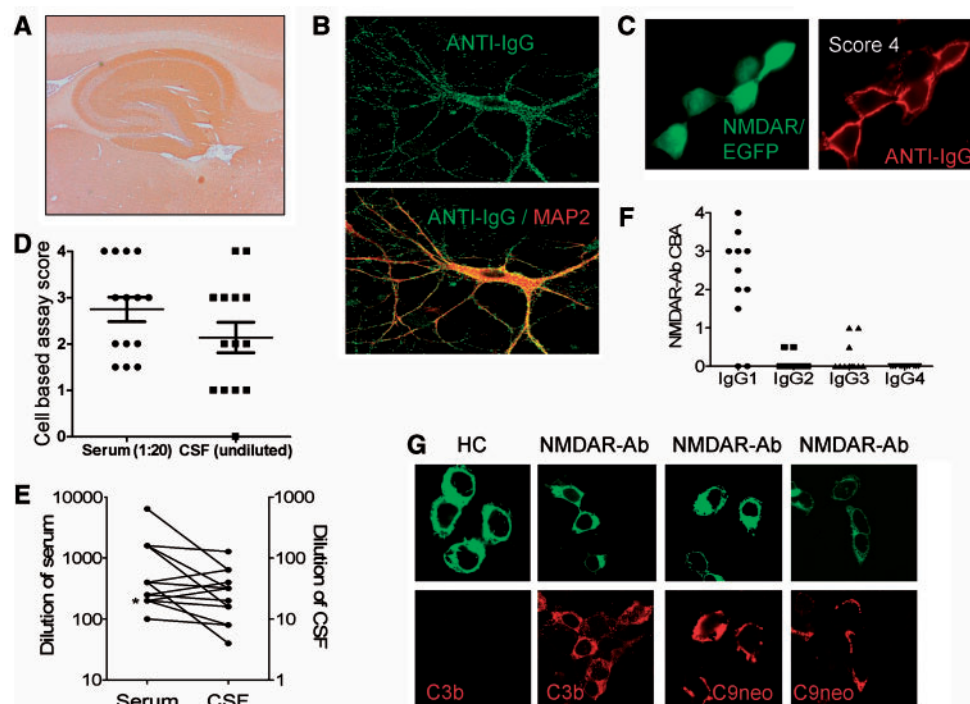 A
B
ANTI-IgG
ANTI-IgG / MAP2
C
NMDAR/
EGFP
Score 4
ANTI-IgG
D
Cell based assay score
4
3
2
1
0
Serum (1:20) CSF (undiluted)
E
Dilution of serum
10000
1000
100
10
*
Serum CSF
1000
100
10
1
Dilution of CSF
F
NMDAR-Ab CBA
4
3
2
1
0
IgG1 IgG2 IgG3 IgG4
G
HC NMDAR-Ab NMDAR-Ab NMDAR-Ab
C3b C3b C9neo C9neo